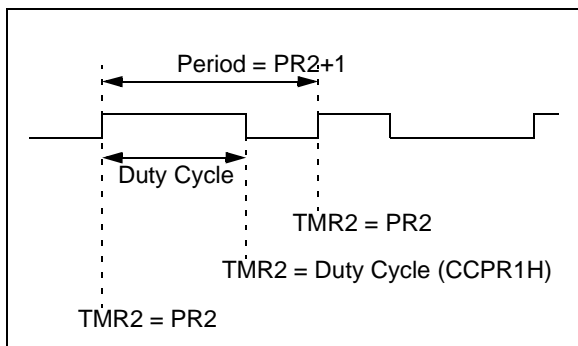 Period = PR2+1
Duty Cycle
TMR2 = PR2
TMR2 = Duty Cycle (CCPR1H)
TMR2 = PR2